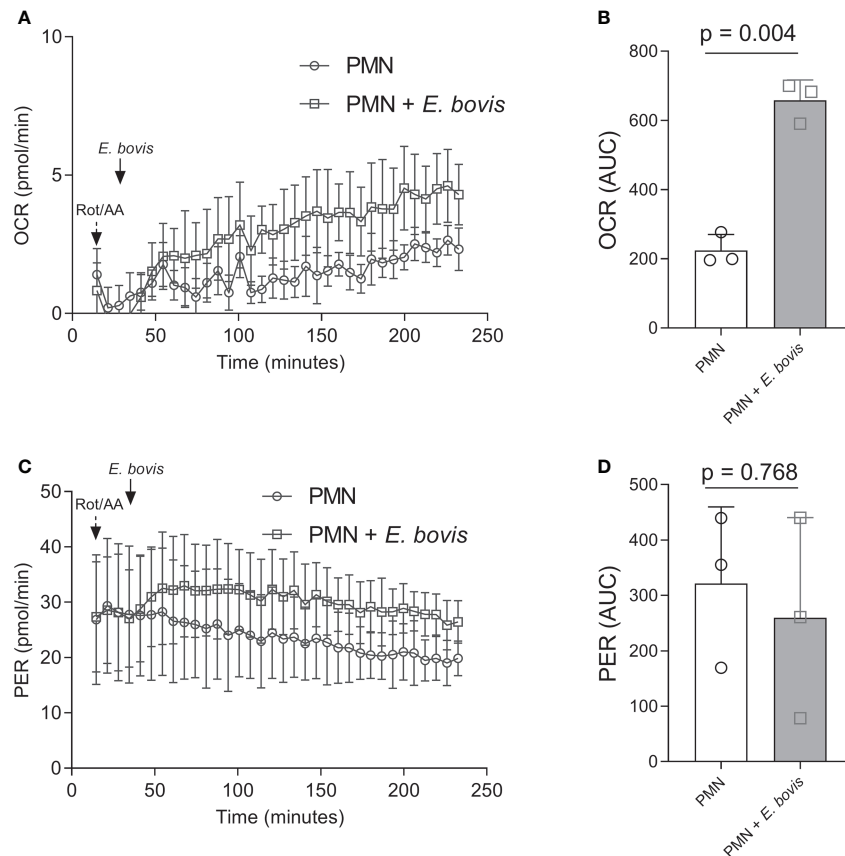 A
10
5
0
OCR (pmol/min)
E. bovis
Rot/AA
PMN
PMN + E. bovis
0 50 100 150 200 250
Time (minutes)
B
p = 0.004
800
600
400
200
0
OCR (AUC)
PMN
PMN + E. bovis
C
50
40
30
20
10
0
PER (pmol/min)
E. bovis
Rot/AA
PMN
PMN + E. bovis
0 50 100 150 200 250
Time (minutes)
D
p = 0.768
500
400
300
200
100
0
PER (AUC)
PMN
PMN + E. bovis